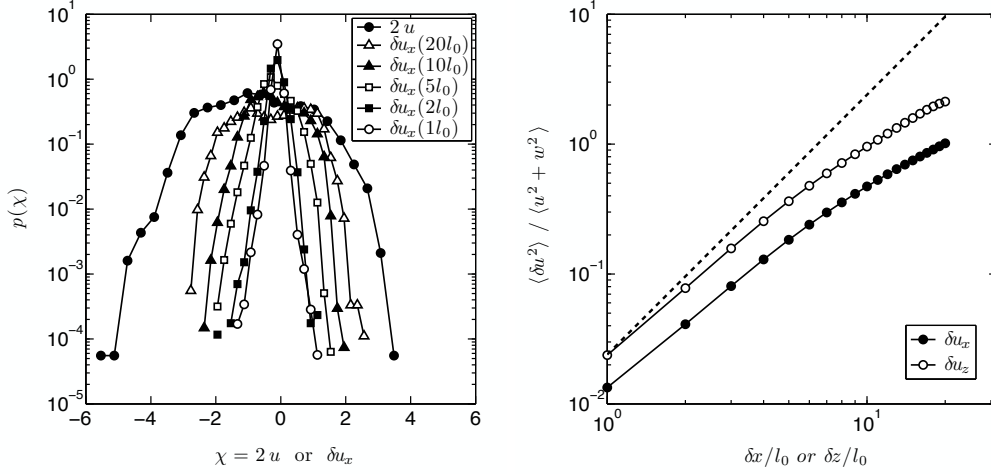 10^1
10^0
10^-1
10^-2
10^-3
10^-4
10^-5
−6 −4 −2 0 2 4 6
p(χ)
χ = 2 u or δu_x
2 u
δu_x(20l_0)
δu_x(10l_0)
δu_x(5l_0)
δu_x(2l_0)
δu_x(1l_0)
10^1
10^0
10^-1
10^-2
10^0 10^1
⟨δu^2⟩ / ⟨u^2 + w^2⟩
δx/l_0 or δz/l_0
δu_x
δu_z